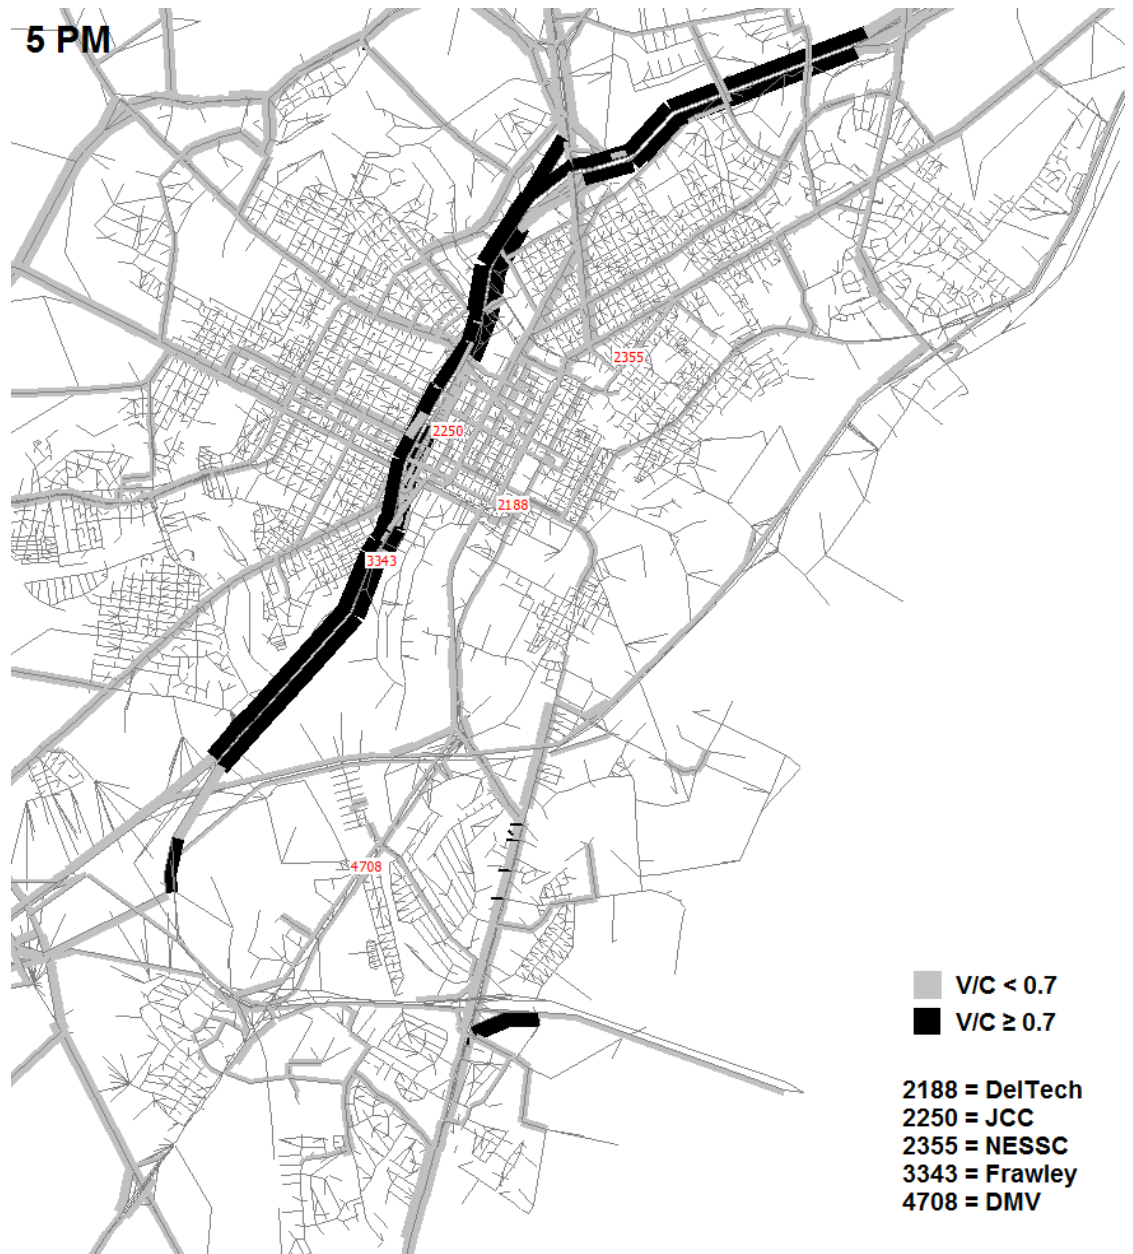 5 PM
2355
2250
2188
3343
4708
V/C < 0.7
V/C ≥ 0.7
2188 = DelTech
2250 = JCC
2355 = NESSC
3343 = Frawley
4708 = DMV